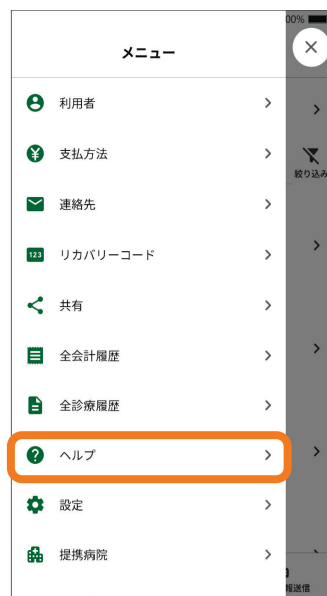 00%
メニュー
利用者
支払方法
絞り込み
連絡先
123 リカバリーコード
共有
全会計履歴
全診療履歴
ヘルプ
設定
提携病院
報送信